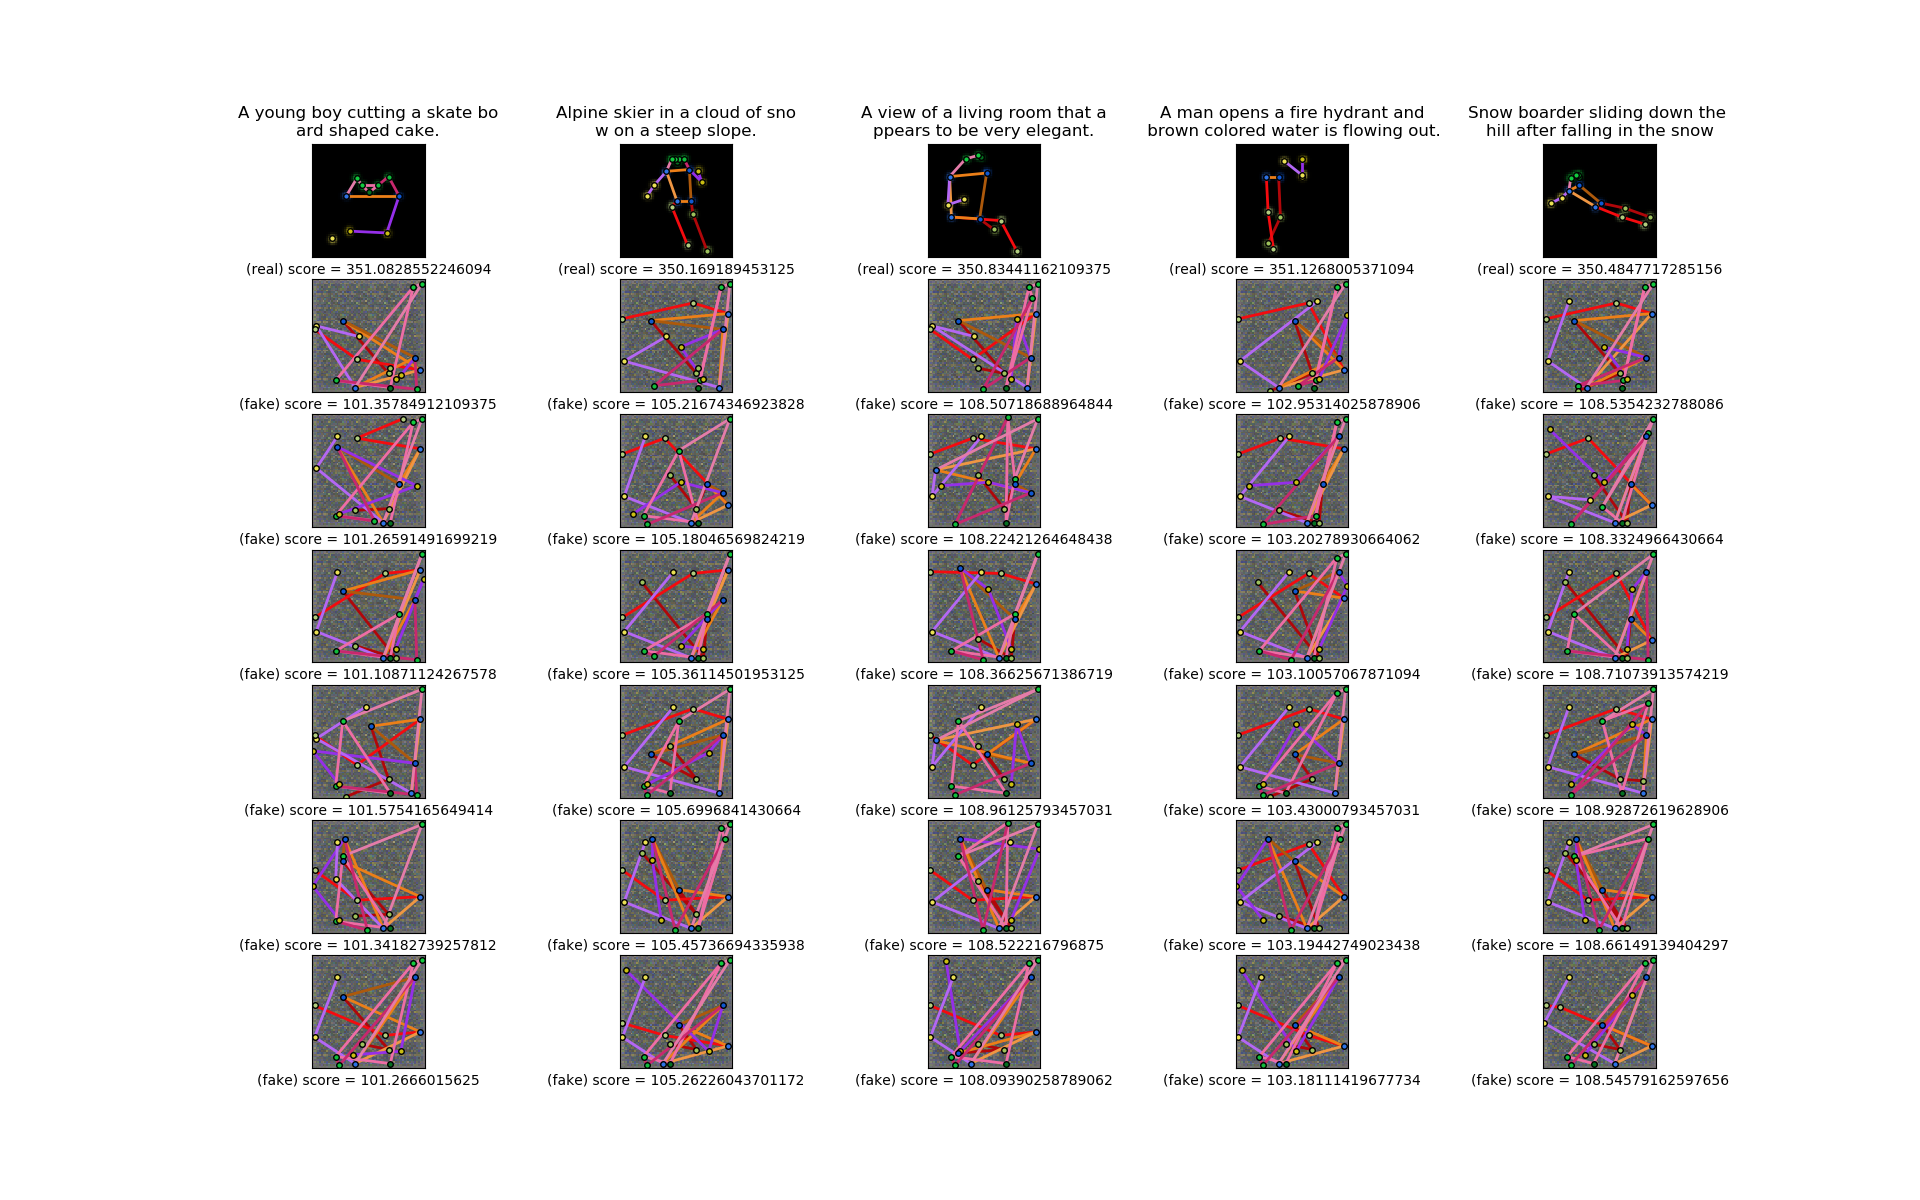 A young boy cutting a skate bo
ard shaped cake.
Alpine skier in a cloud of sno
w on a steep slope.
A view of a living room that a
ppears to be very elegant.
A man opens a fire hydrant and
brown colored water is flowing out.
Snow boarder sliding down the
hill after falling in the snow
(real) score = 351.0828552246094
(real) score = 350.169189453125
(real) score = 350.83441162109375
(real) score = 351.1268005371094
(real) score = 350.4847717285156
(fake) score = 101.35784912109375
(fake) score = 105.21674346923828
(fake) score = 108.50718688964844
(fake) score = 102.95314025878906
(fake) score = 108.5354232788086
(fake) score = 101.26591491699219
(fake) score = 105.18046569824219
(fake) score = 108.22421264648438
(fake) score = 103.20278930664062
(fake) score = 108.3324966430664
(fake) score = 101.10871124267578
(fake) score = 105.36114501953125
(fake) score = 108.36625671386719
(fake) score = 103.10057067871094
(fake) score = 108.71073913574219
(fake) score = 101.5754165649414
(fake) score = 105.6996841430664
(fake) score = 108.96125793457031
(fake) score = 103.43000793457031
(fake) score = 108.92872619628906
(fake) score = 101.34182739257812
(fake) score = 105.45736694335938
(fake) score = 108.522216796875
(fake) score = 103.19442749023438
(fake) score = 108.66149139404297
(fake) score = 101.2666015625
(fake) score = 105.26226043701172
(fake) score = 108.09390258789062
(fake) score = 103.18111419677734
(fake) score = 108.54579162597656